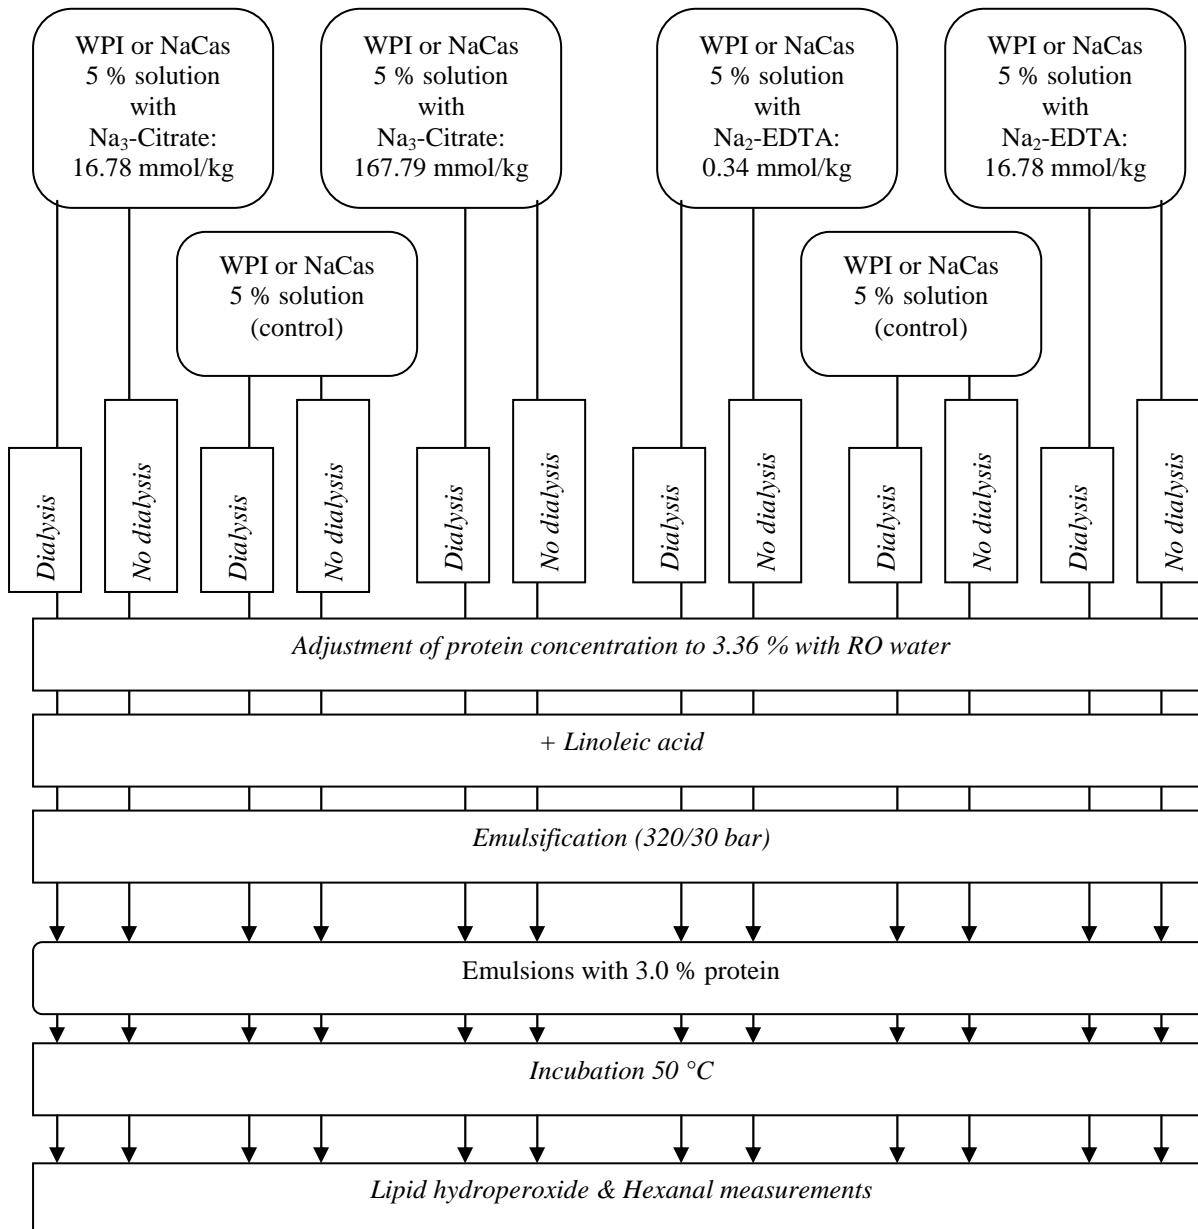 WPI or NaCas
5 % solution
with
Na₃-Citrate:
16.78 mmol/kg
WPI or NaCas
5 % solution
with
Na₃-Citrate:
167.79 mmol/kg
WPI or NaCas
5 % solution
with
Na₂-EDTA:
0.34 mmol/kg
WPI or NaCas
5 % solution
with
Na₂-EDTA:
16.78 mmol/kg
WPI or NaCas
5 % solution
(control)
WPI or NaCas
5 % solution
(control)
Dialysis
No dialysis
Dialysis
No dialysis
Dialysis
No dialysis
Dialysis
No dialysis
Dialysis
No dialysis
Dialysis
No dialysis
Adjustment of protein concentration to 3.36 % with RO water
+ Linoleic acid
Emulsification (320/30 bar)
Emulsions with 3.0 % protein
Incubation 50 °C
Lipid hydroperoxide & Hexanal measurements